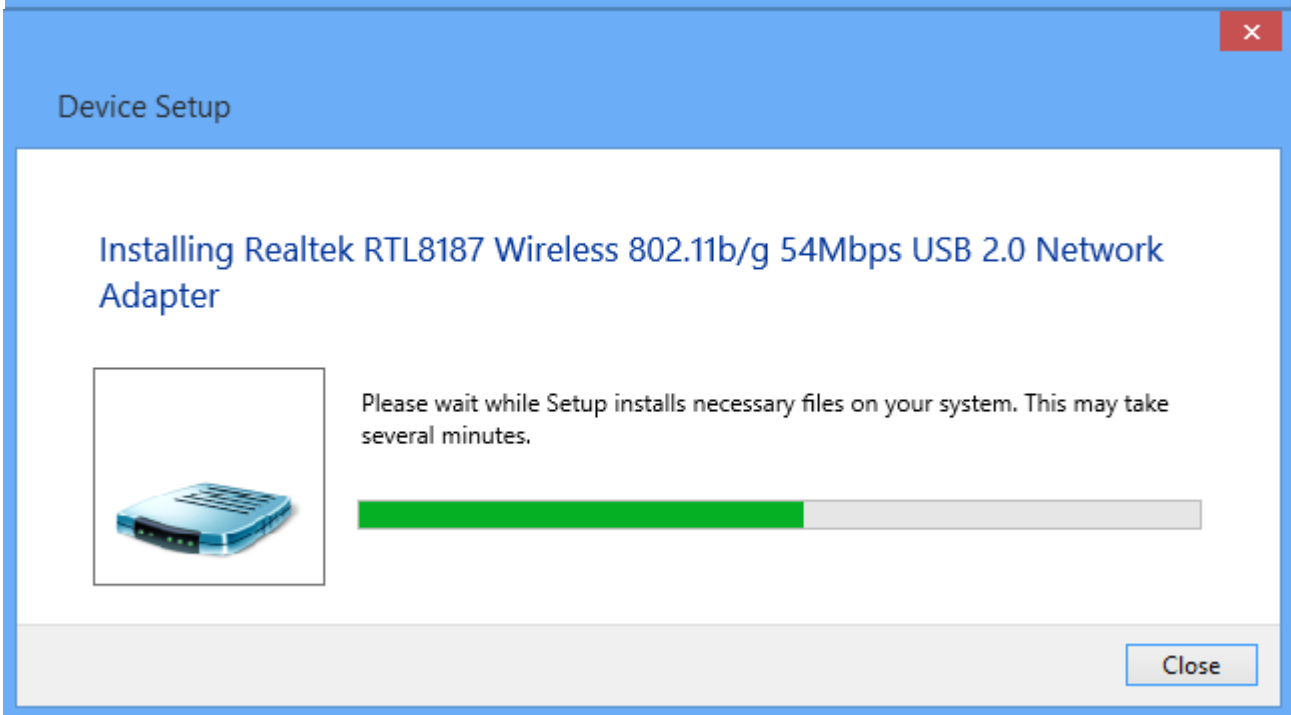 Device Setup
Installing Realtek RTL8187 Wireless 802.11b/g 54Mbps USB 2.0 Network
Adapter
Please wait while Setup installs necessary files on your system. This may take
several minutes.
Close